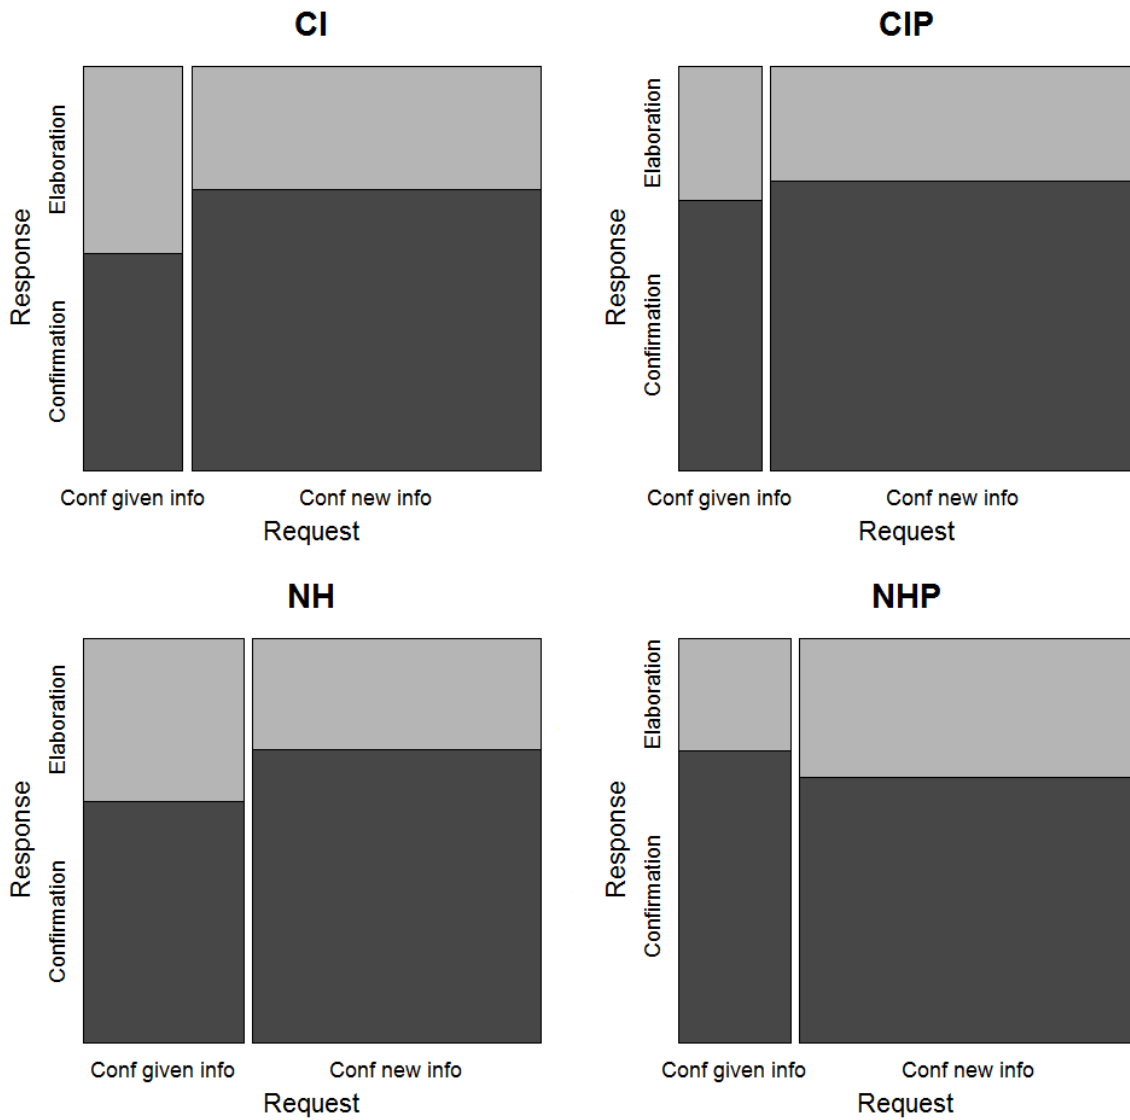 CI
Response
Elaboration
Confirmation
Conf given info
Conf new info
Request
CIP
Response
Elaboration
Confirmation
Conf given info
Conf new info
Request
NH
Response
Elaboration
Confirmation
Conf given info
Conf new info
Request
NHP
Response
Elaboration
Confirmation
Conf given info
Conf new info
Request